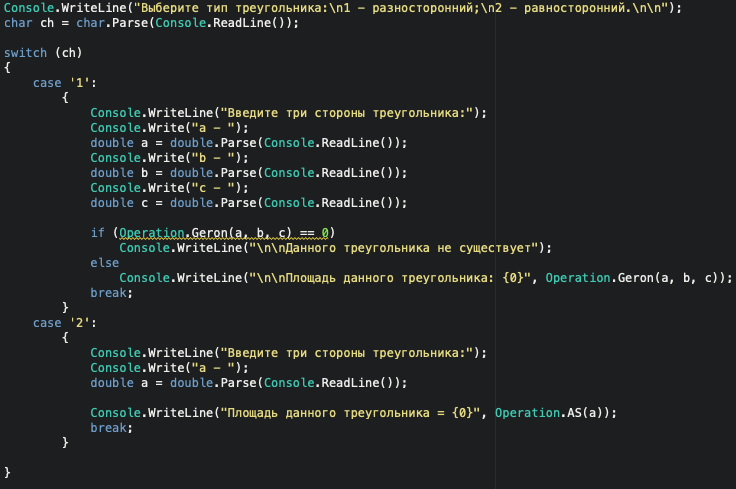 Console.WriteLine("Выберите тип треугольника:\n1 - разносторонний;\n2 - равносторонний.\n\n");
char ch = char.Parse(Console.ReadLine());
switch (ch)
{
case '1':
{
Console.WriteLine("Введите три стороны треугольника:");
Console.Write("a - ");
double a = double.Parse(Console.ReadLine());
Console.Write("b - ");
double b = double.Parse(Console.ReadLine());
Console.Write("c - ");
double c = double.Parse(Console.ReadLine());
if (Operation.Geron(a, b, c) == 0)
Console.WriteLine("\n\nДанного треугольника не существует");
else
Console.WriteLine("\n\nПлощадь данного треугольника: {0}", Operation.Geron(a, b, c));
break;
}
case '2':
{
Console.WriteLine("Введите три стороны треугольника:");
Console.Write("a - ");
double a = double.Parse(Console.ReadLine());
Console.WriteLine("Площадь данного треугольника = {0}", Operation.AS(a));
break;
}
}